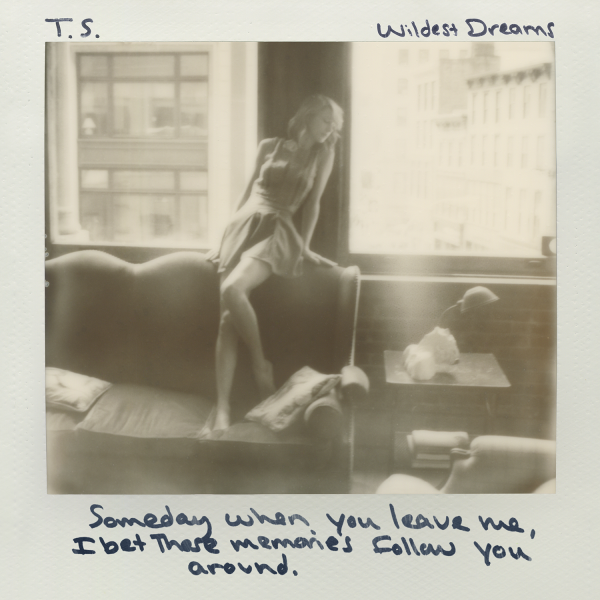 T.S.
Wildest Dreams
Someday when you leave me,
I bet these memories follow you
around.